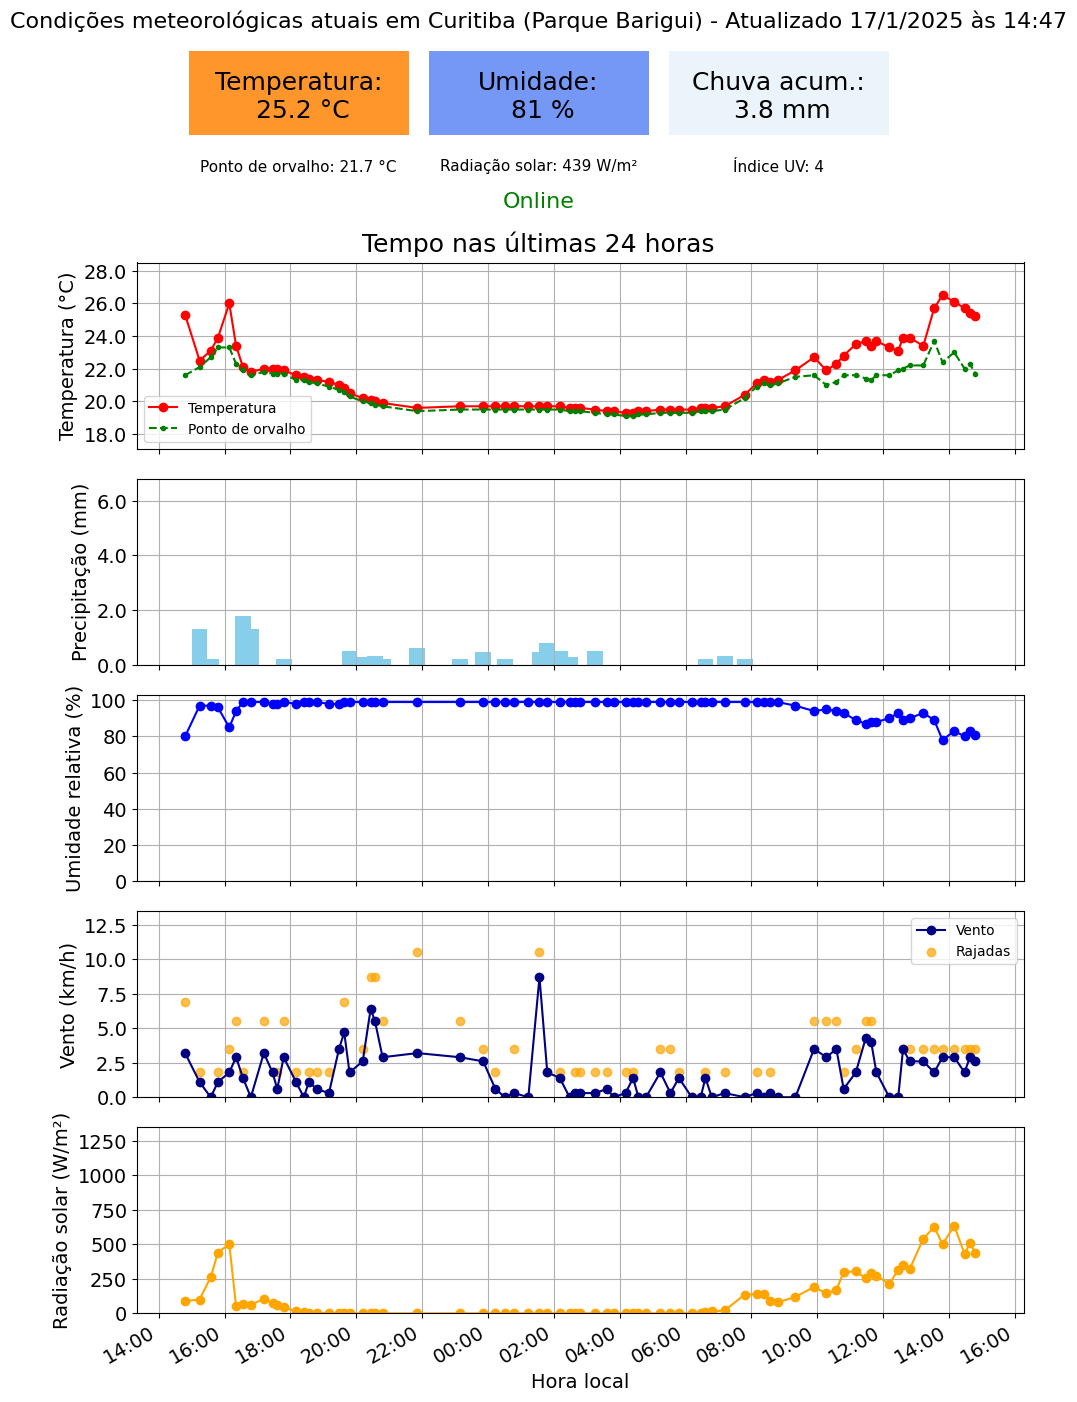 Condições meteorológicas atuais em Curitiba (Parque Barigui) - Atualizado 17/1/2025 às 14:47
Temperatura:
25.2 °C
Umidade:
81 %
Chuva acum.:
3.8 mm
Ponto de orvalho: 21.7 °C
Radiação solar: 439 W/m²
Índice UV: 4
Online
Tempo nas últimas 24 horas
Temperatura (°C)
28.0
26.0
24.0
22.0
20.0
18.0
Temperatura
Ponto de orvalho
Precipitação (mm)
6.0
4.0
2.0
0.0
Umidade relativa (%)
100
80
60
40
20
0
Vento (km/h)
12.5
10.0
7.5
5.0
2.5
0.0
Vento
Rajadas
Radiação solar (W/m²)
1250
1000
750
500
250
0
14:00
16:00
18:00
20:00
22:00
00:00
02:00
04:00
06:00
08:00
10:00
12:00
14:00
16:00
Hora local